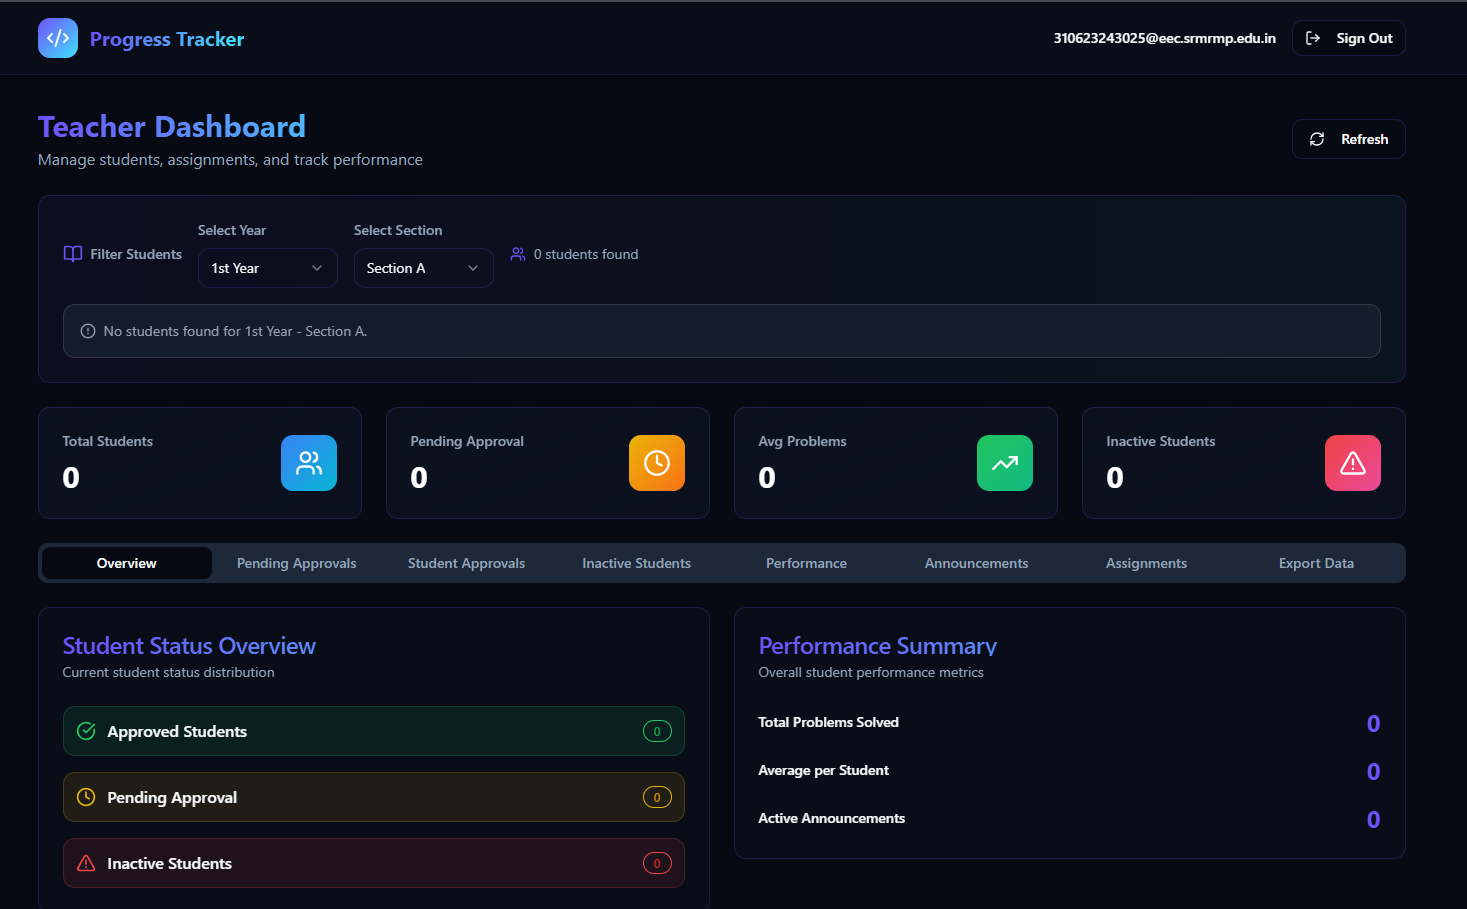 </> Progress Tracker
310623243025@eec.srmrmp.edu.in
Sign Out
Teacher Dashboard
Manage students, assignments, and track performance
Refresh
Filter Students
Select Year
1st Year
Select Section
Section A
0 students found
No students found for 1st Year - Section A.
Total Students
0
Pending Approval
0
Avg Problems
0
Inactive Students
0
Overview
Pending Approvals
Student Approvals
Inactive Students
Performance
Announcements
Assignments
Export Data
Student Status Overview
Current student status distribution
Approved Students 0
Pending Approval 0
Inactive Students 0
Performance Summary
Overall student performance metrics
Total Problems Solved 0
Average per Student 0
Active Announcements 0